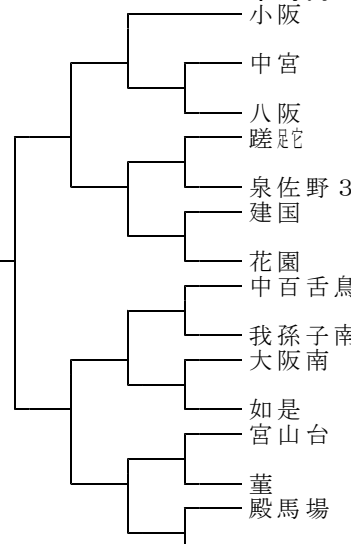 小阪
中宮
八阪
蹉跎
泉佐野3
建国
花園
中百舌鳥
我孫子南
大阪南
如是
宮山台
菫
殿馬場